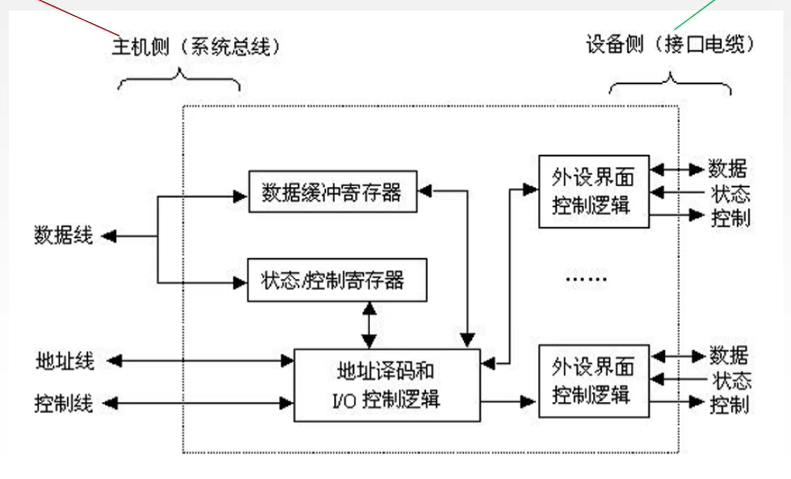 主机侧（系统总线）
设备侧（接口电缆）
数据缓冲寄存器
外设界面
控制逻辑
数据
状态
控制
数据线
状态/控制寄存器
……
地址线
地址译码和
I/O 控制逻辑
控制线
外设界面
控制逻辑
数据
状态
控制